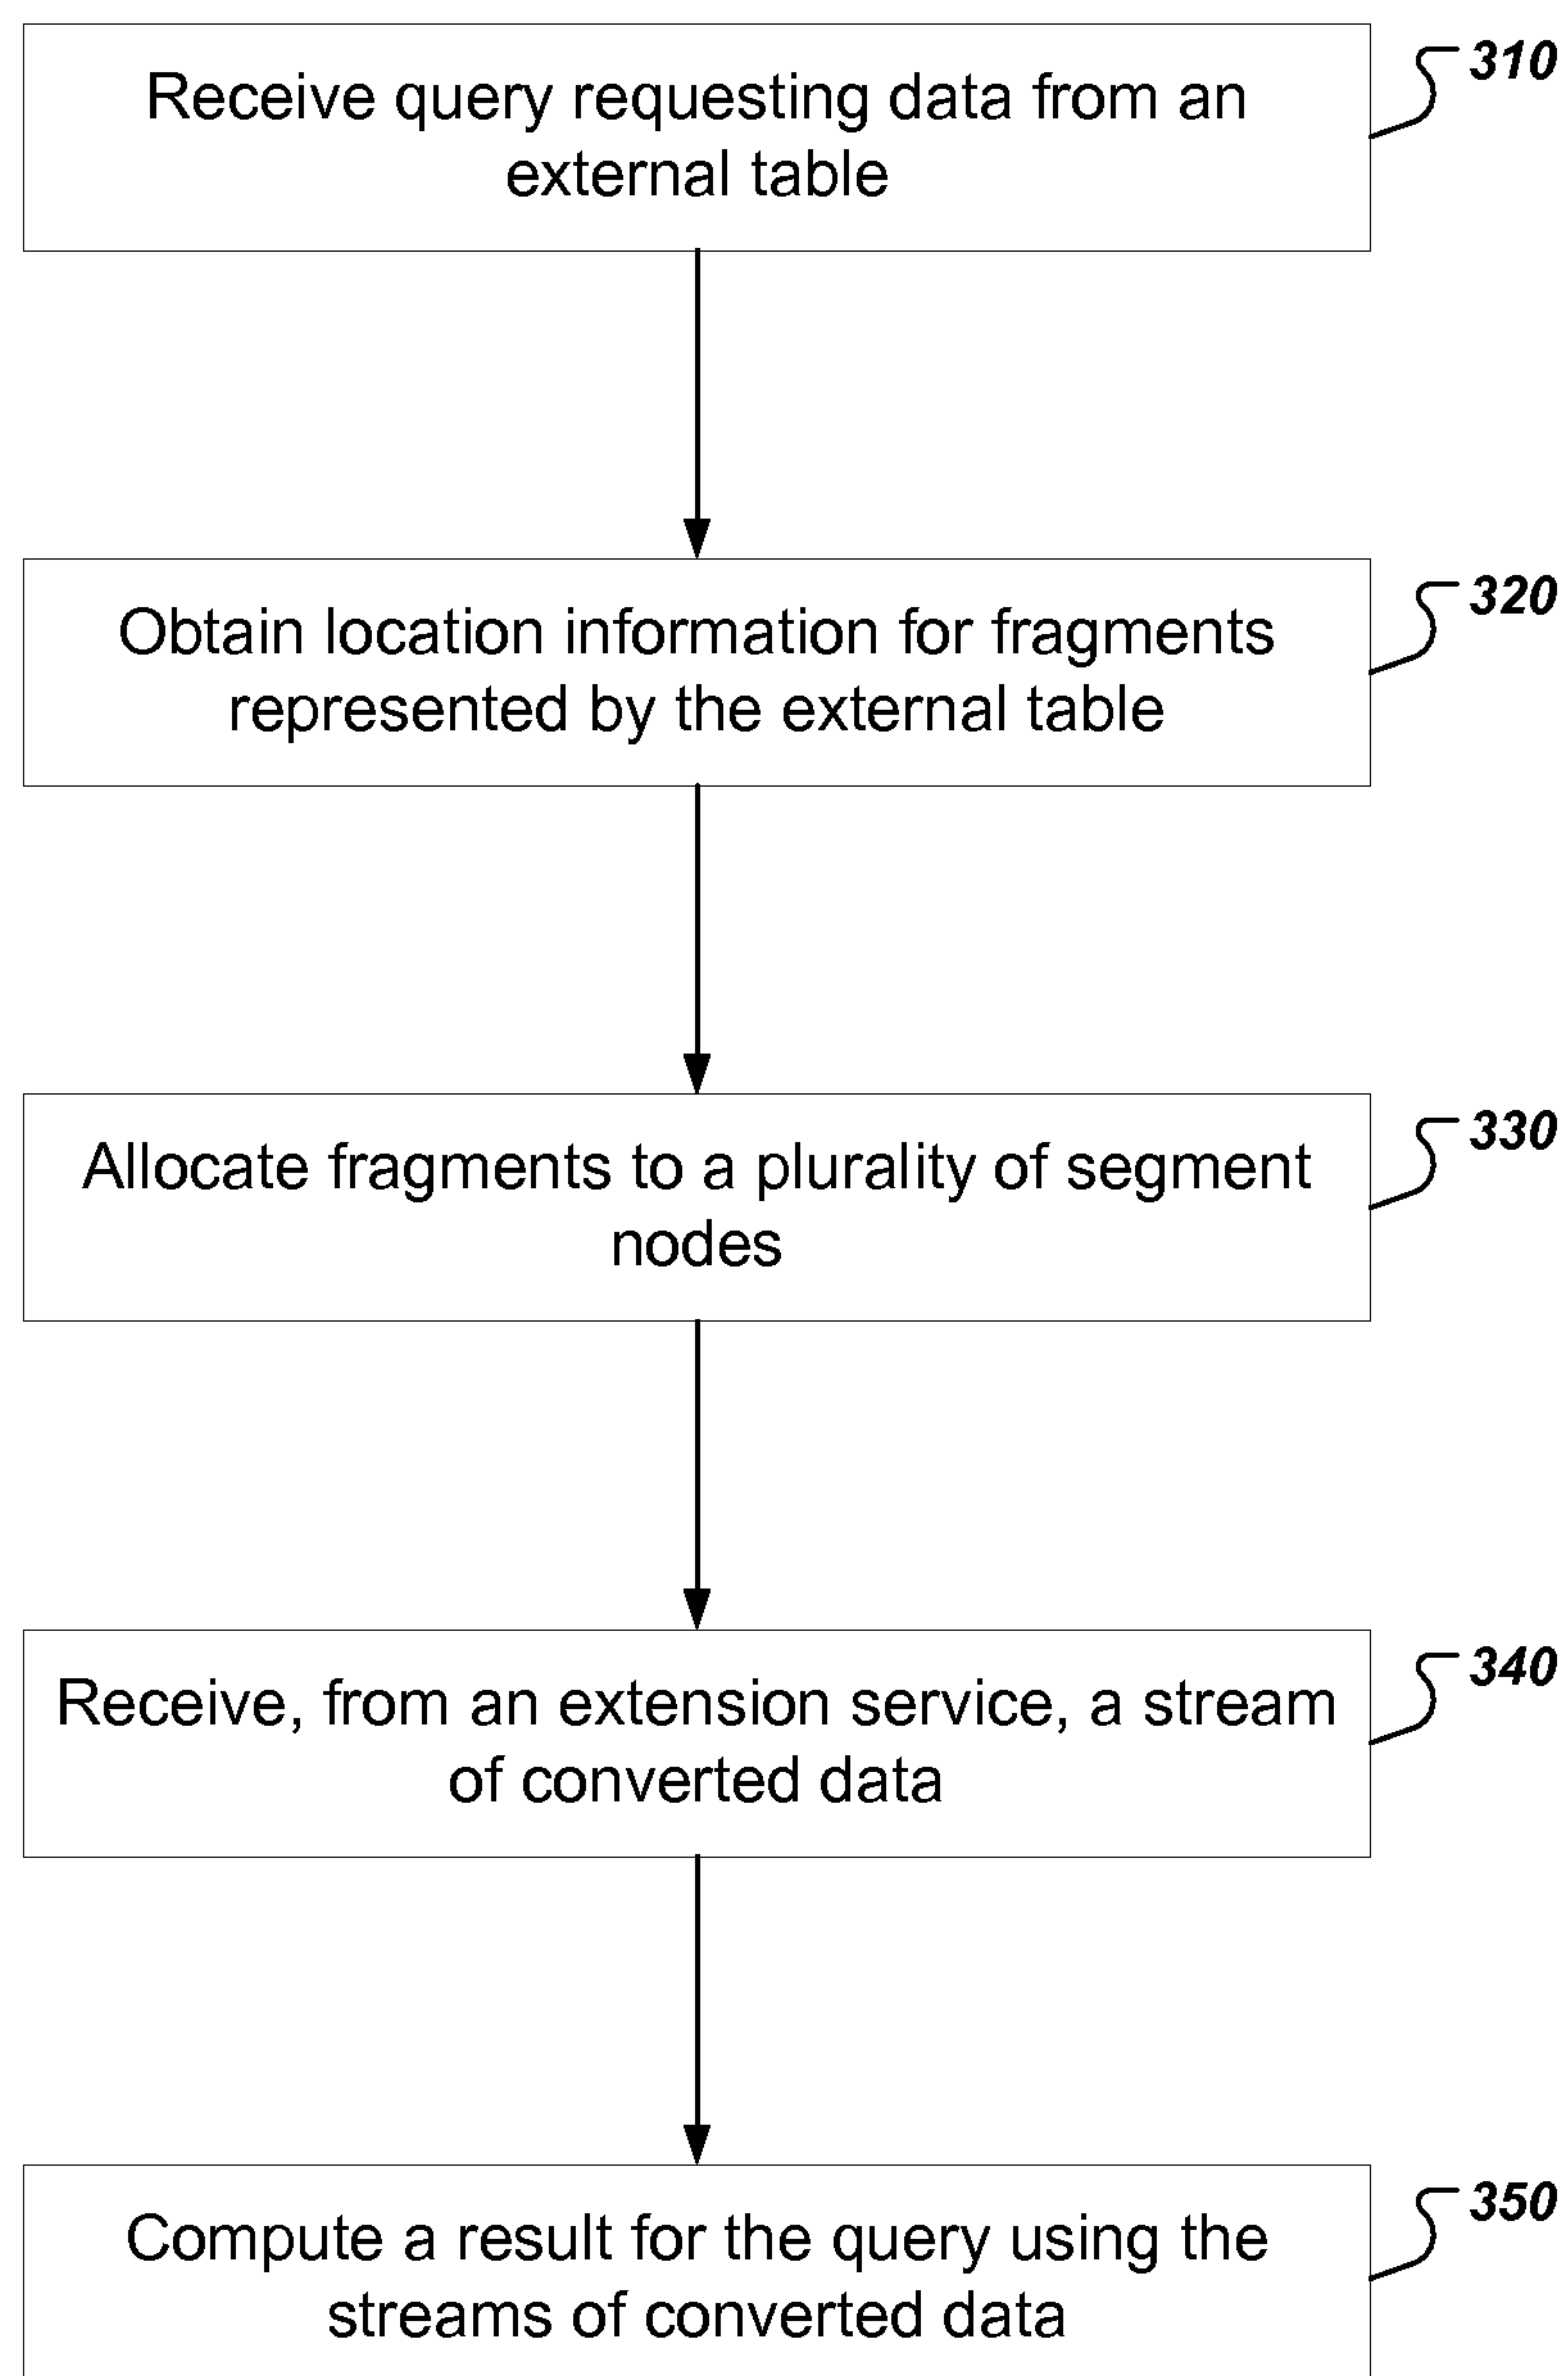 Receive query requesting data from an
external table
310
Obtain location information for fragments
represented by the external table
320
Allocate fragments to a plurality of segment
nodes
330
Receive, from an extension service, a stream
of converted data
340
Compute a result for the query using the
streams of converted data
350